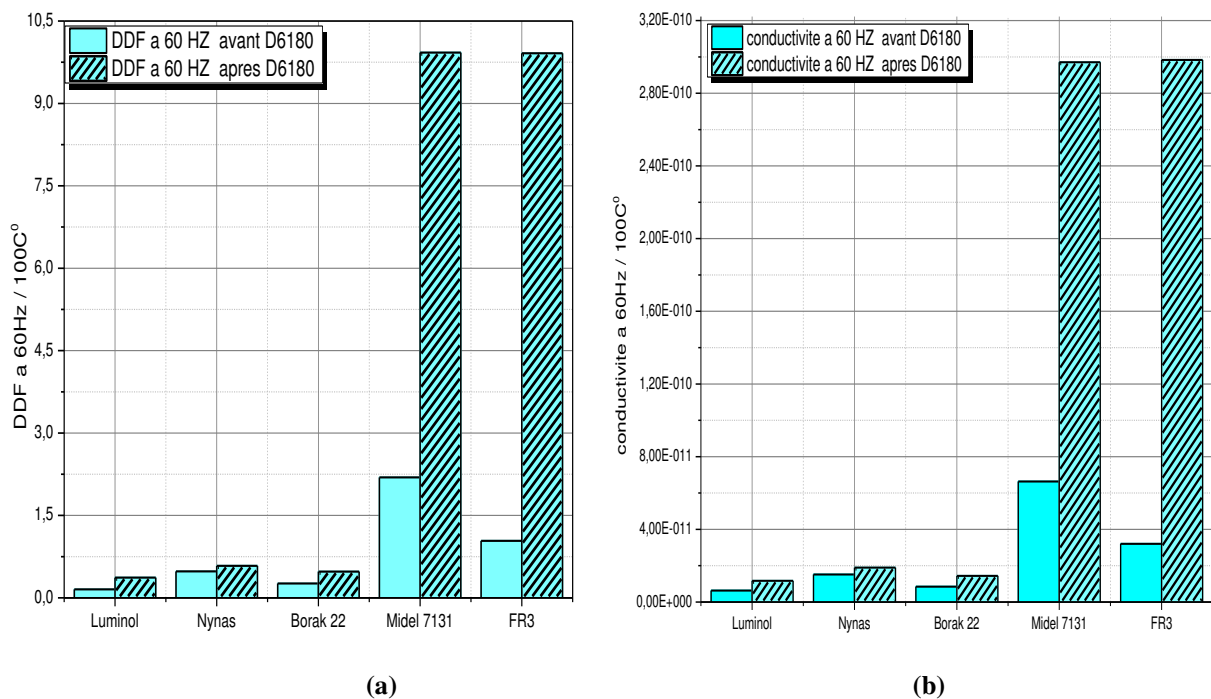 DDF a 60 HZ avant D6180
DDF a 60 HZ apres D6180
DDF a 60Hz / 100C°
10,5
9,0
7,5
6,0
4,5
3,0
1,5
0,0
Luminol Nynas Borak 22 Midel 7131 FR3
(a)
conductivite a 60 HZ avant D6180
conductivite a 60 HZ apres D6180
conductivite a 60Hz / 100C°
3,20E-010
2,80E-010
2,40E-010
2,00E-010
1,60E-010
1,20E-010
8,00E-011
4,00E-011
0,00E+000
Luminol Nynas Borak 22 Midel 7131 FR3
(b)